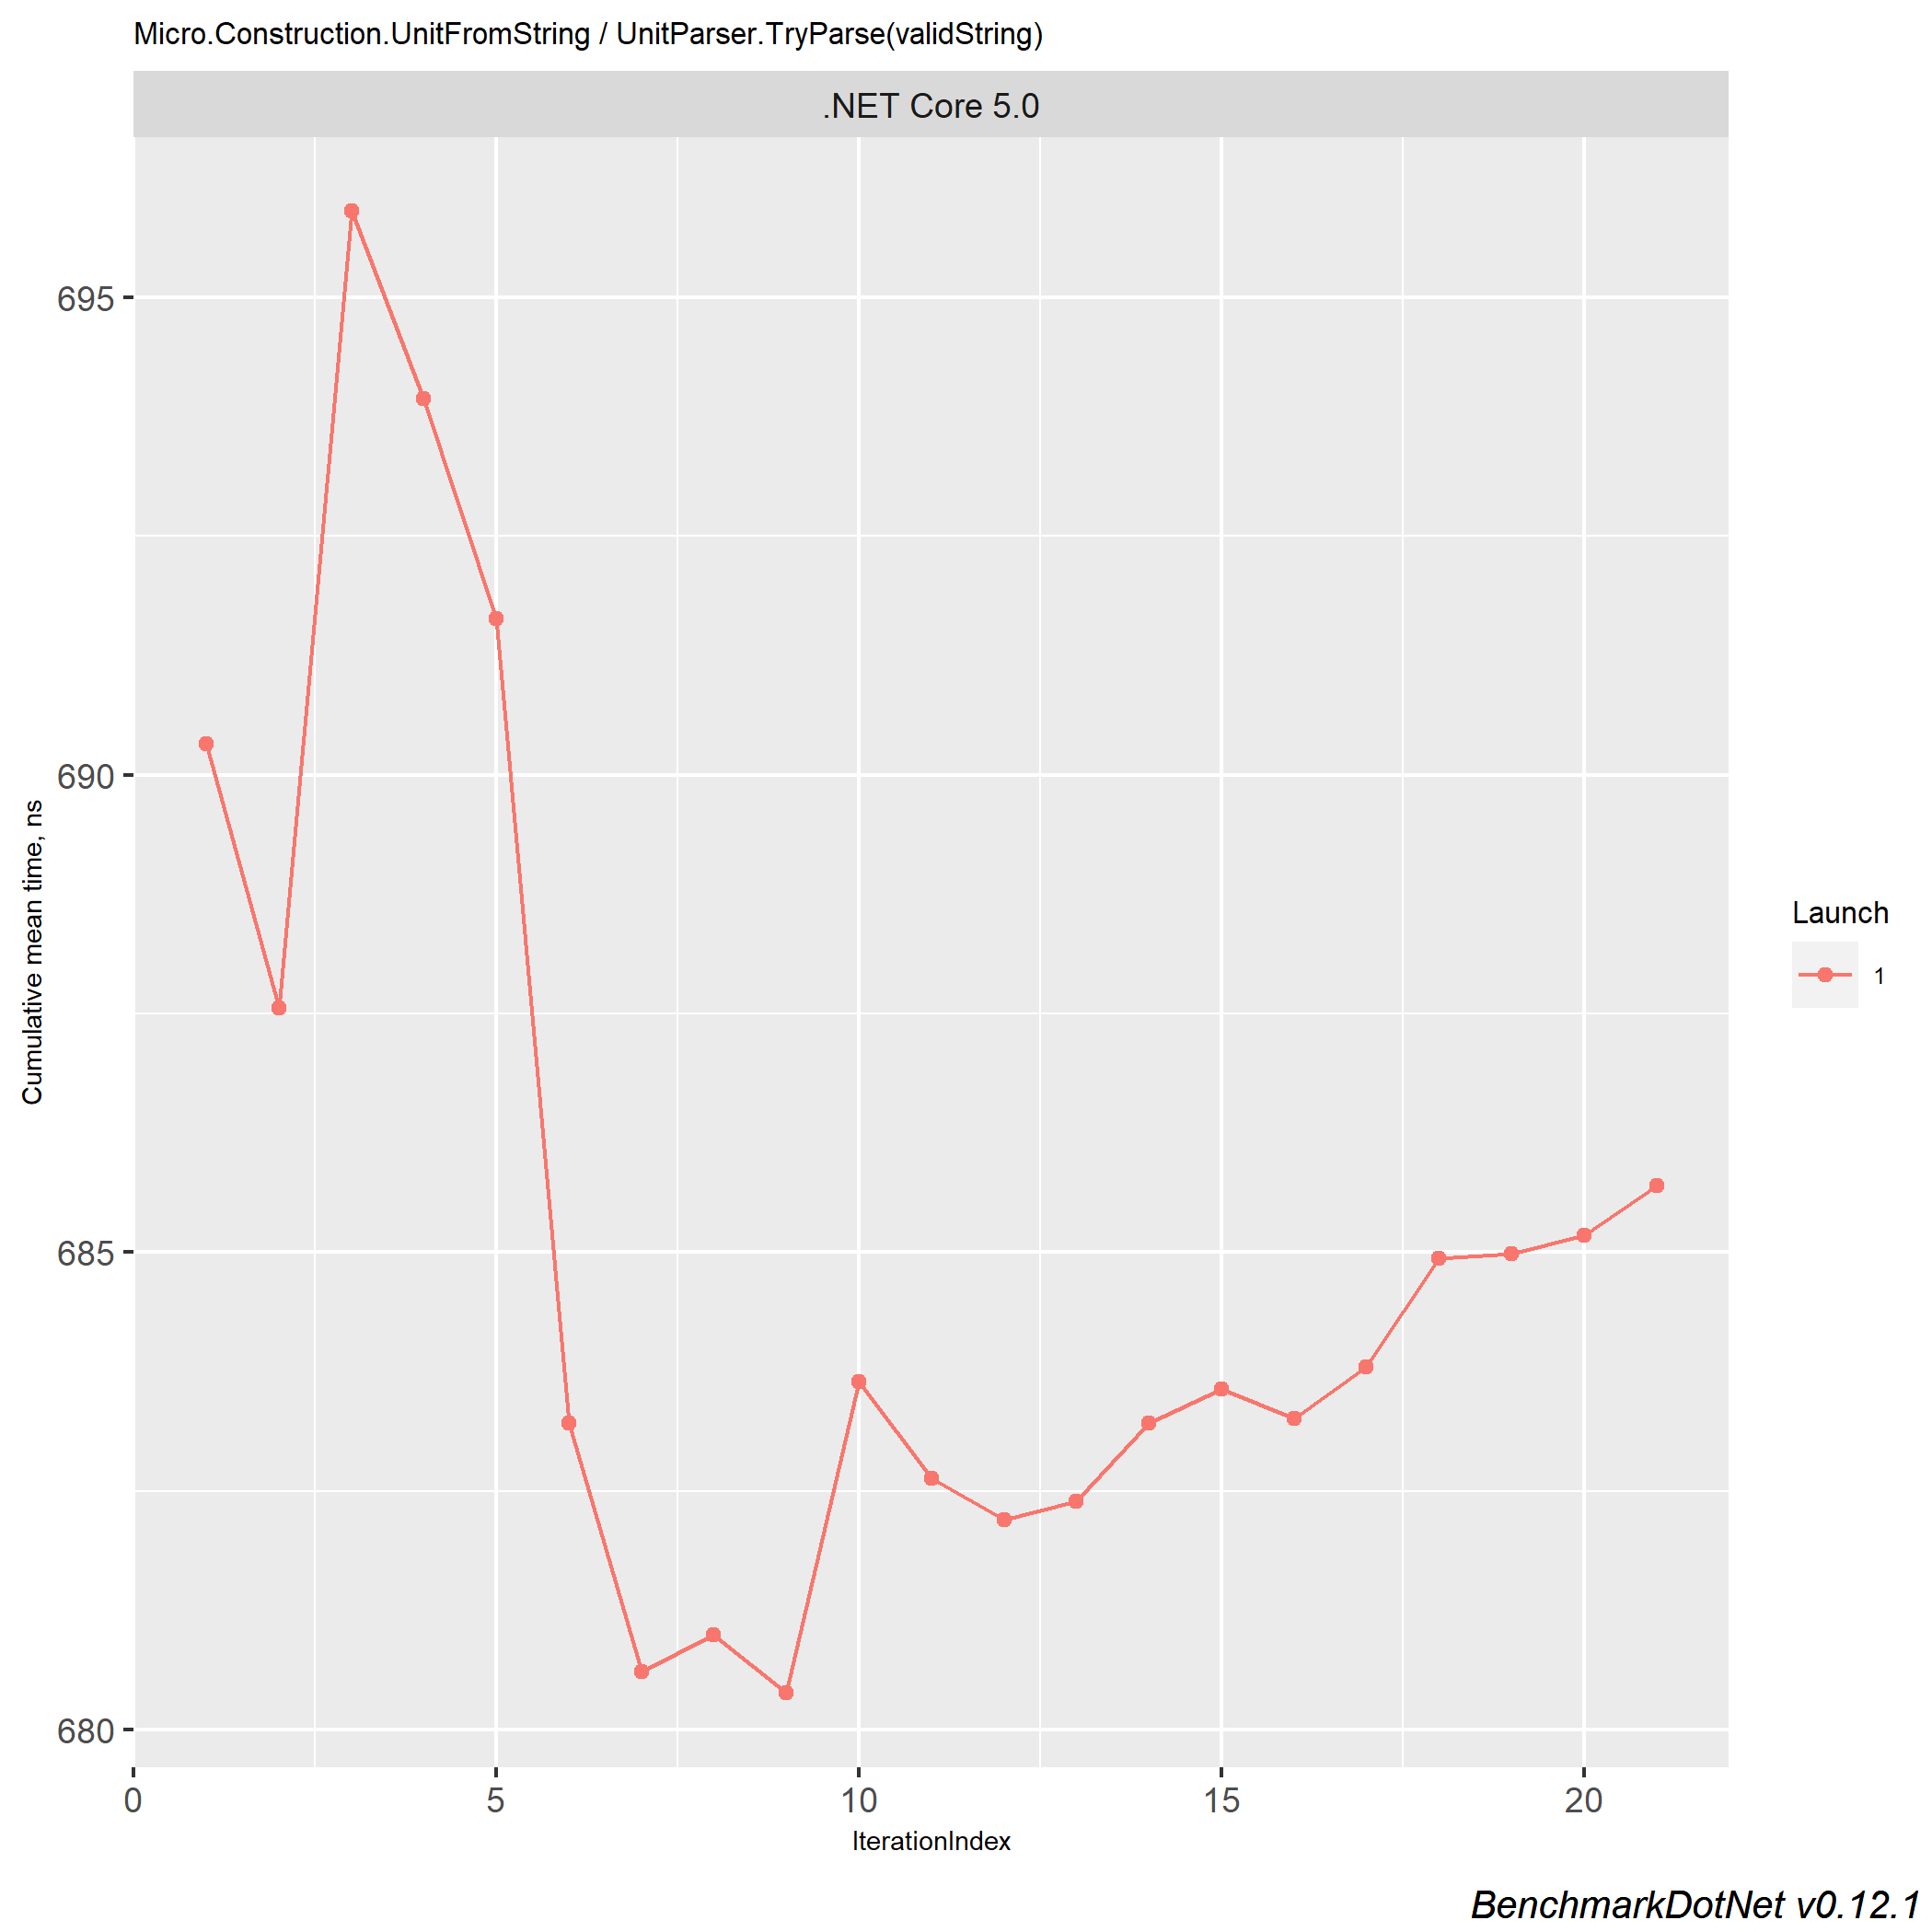 Micro.Construction.UnitFromString / UnitParser.TryParse(validString)
.NET Core 5.0
Cumulative mean time, ns
695
690
685
680
0 5 10 15 20
IterationIndex
Launch
1
BenchmarkDotNet v0.12.1